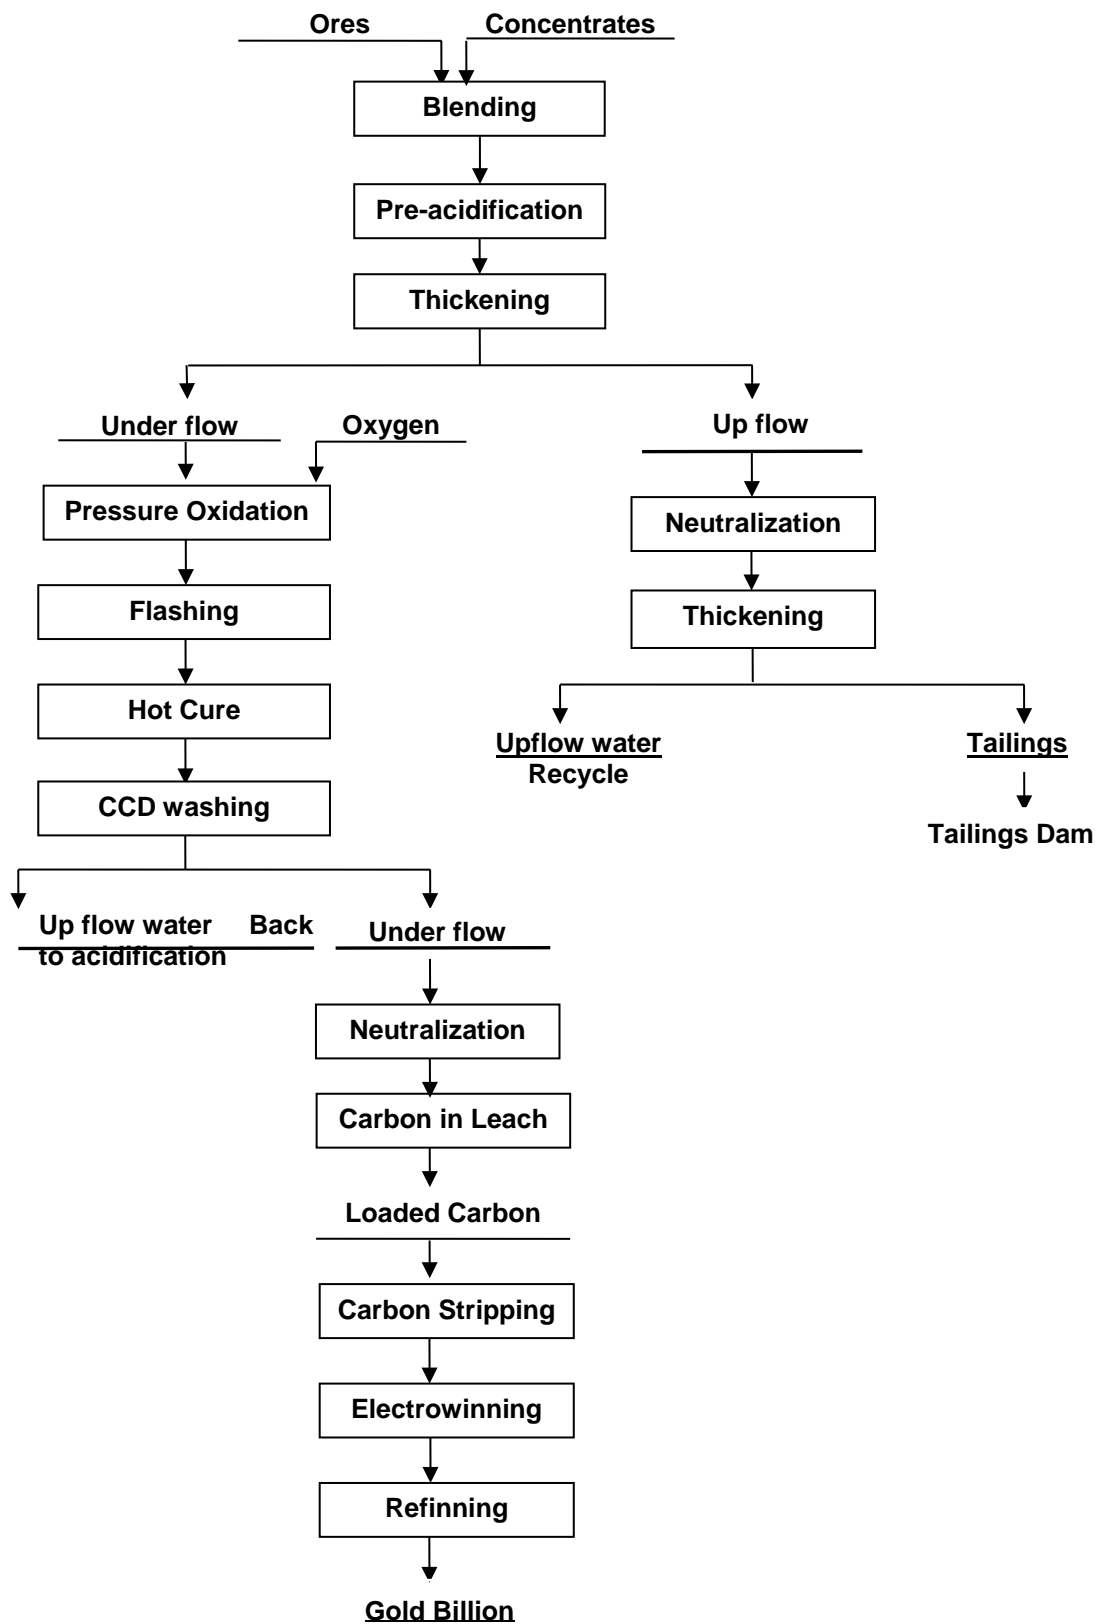 Ores
Concentrates
Blending
Pre-acidification
Thickening
Under flow
Oxygen
Up flow
Pressure Oxidation
Neutralization
Flashing
Thickening
Hot Cure
Upflow water
Recycle
Tailings
CCD washing
Tailings Dam
Up flow water Back
to acidification
Under flow
Neutralization
Carbon in Leach
Loaded Carbon
Carbon Stripping
Electrowinning
Refinning
Gold Billion